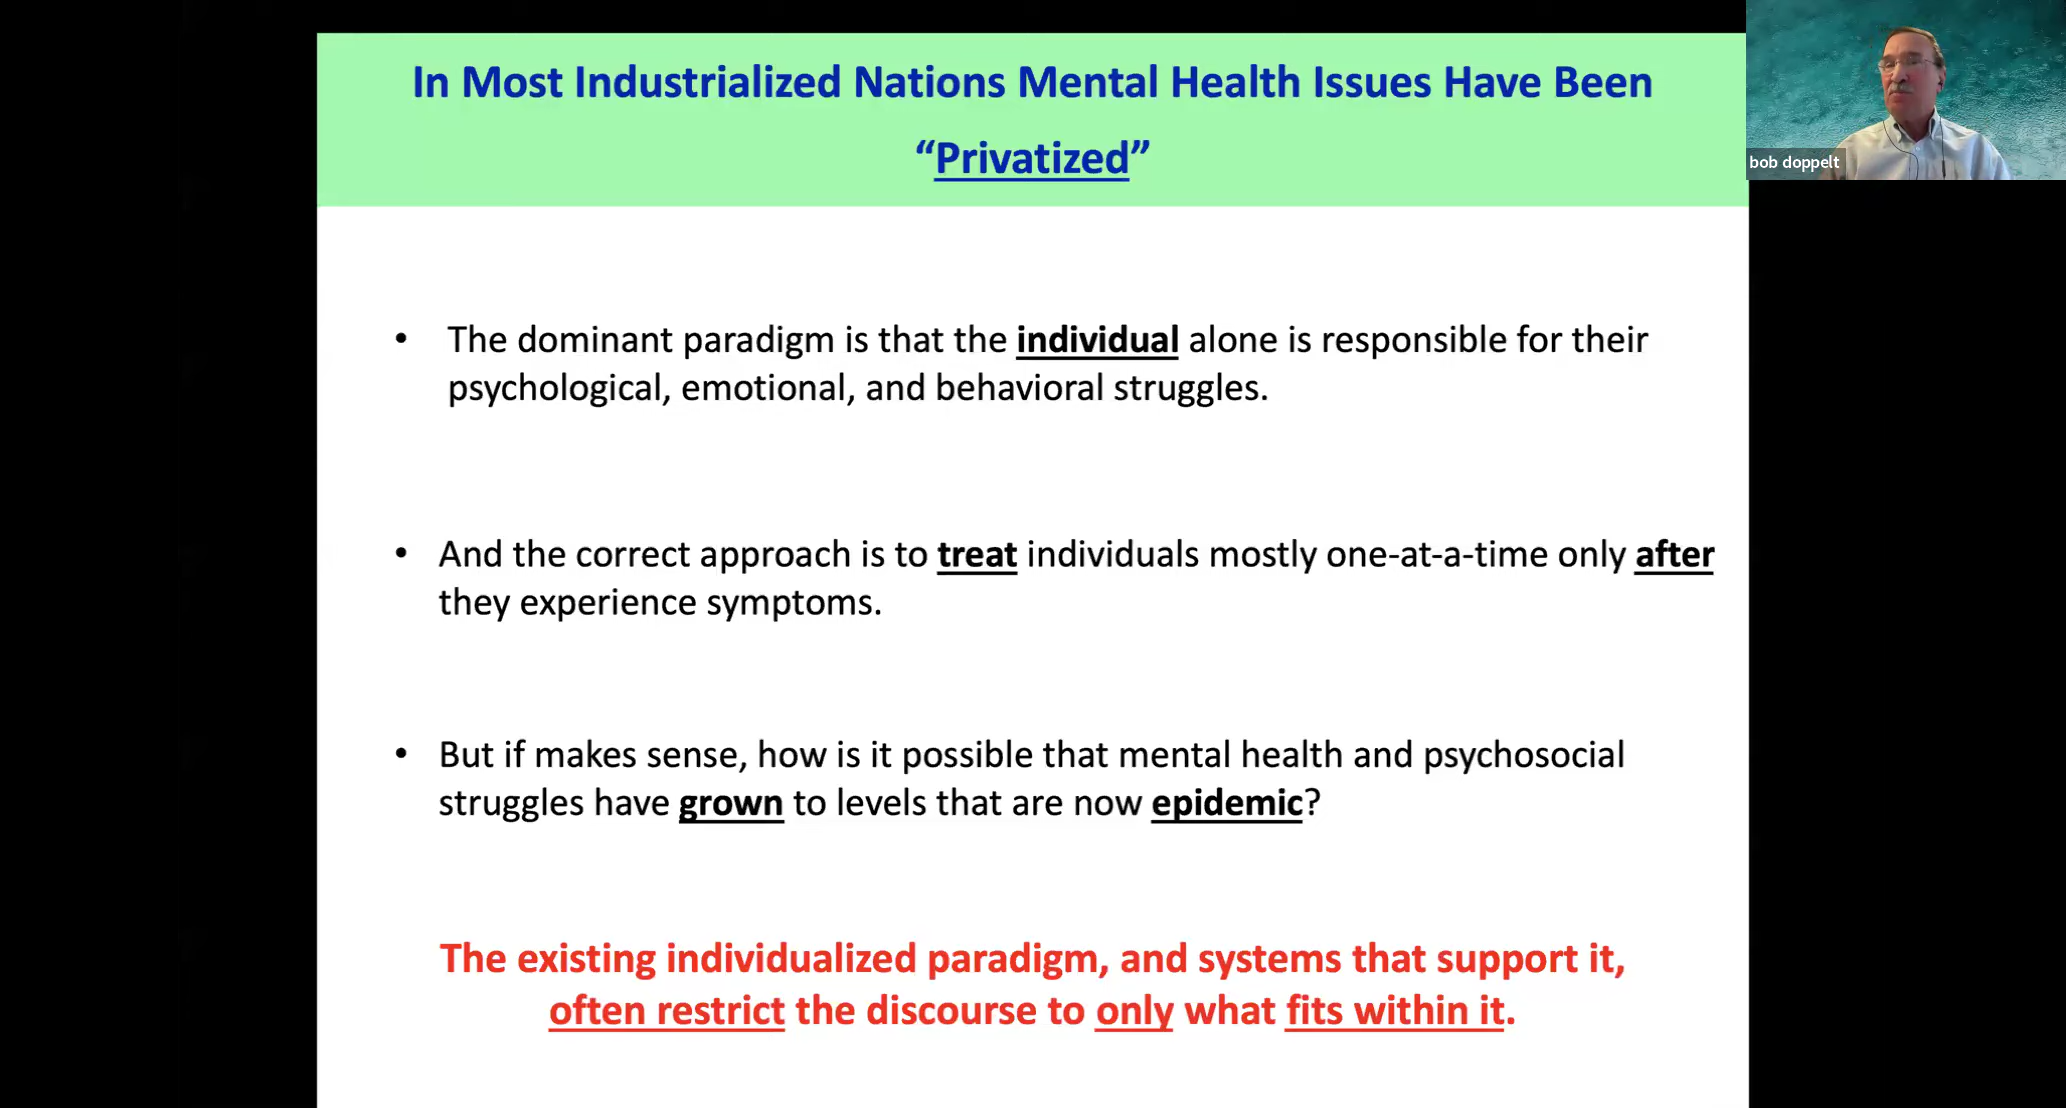 In Most Industrialized Nations Mental Health Issues Have Been
“Privatized”
bob doppelt
• The dominant paradigm is that the individual alone is responsible for their
psychological, emotional, and behavioral struggles.
• And the correct approach is to treat individuals mostly one-at-a-time only after
they experience symptoms.
• But if makes sense, how is it possible that mental health and psychosocial
struggles have grown to levels that are now epidemic?
The existing individualized paradigm, and systems that support it,
often restrict the discourse to only what fits within it.